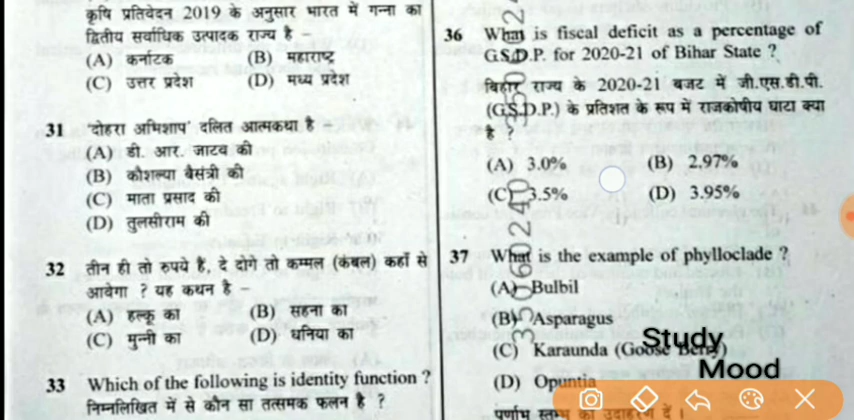 कृषि प्रतिवेदन 2019 के अनुसार भारत में गन्ना का
द्वितीय सर्वाधिक उत्पादक राज्य है –
(A) कर्नाटक (B) महाराष्ट्र
(C) उत्तर प्रदेश (D) मध्य प्रदेश
31 'दोहरा अभिशाप' दलित आत्मकथा है –
(A) डी. आर. जाटव की
(B) कौशल्या बैसंत्री की
(C) माता प्रसाद की
(D) तुलसीराम की
32 तीन ही तो रुपये हैं, दे दोगे तो कम्मल (कंबल) कहाँ से
आवेगा ? यह कथन है –
(A) हल्कू का (B) सहना का
(C) मुन्नी का (D) धनिया का
33 Which of the following is identity function ?
निम्नलिखित में से कौन सा तत्समक फलन है ?
36 What is fiscal deficit as a percentage of
G.S.D.P. for 2020-21 of Bihar State ?
बिहार राज्य के 2020-21 बजट में जी.एस.डी.पी.
(G.S.D.P.) के प्रतिशत के रूप में राजकोषीय घाटा क्या
है ?
(A) 3.0% (B) 2.97%
(C) 3.5% (D) 3.95%
37 What is the example of phylloclade ?
(A) Bulbil
(B) Asparagus
(C) Karaunda (Goose Berry)
(D) Opuntia
पर्णाभ स्तम्भ का उदाहरण दें।
Study
Mood